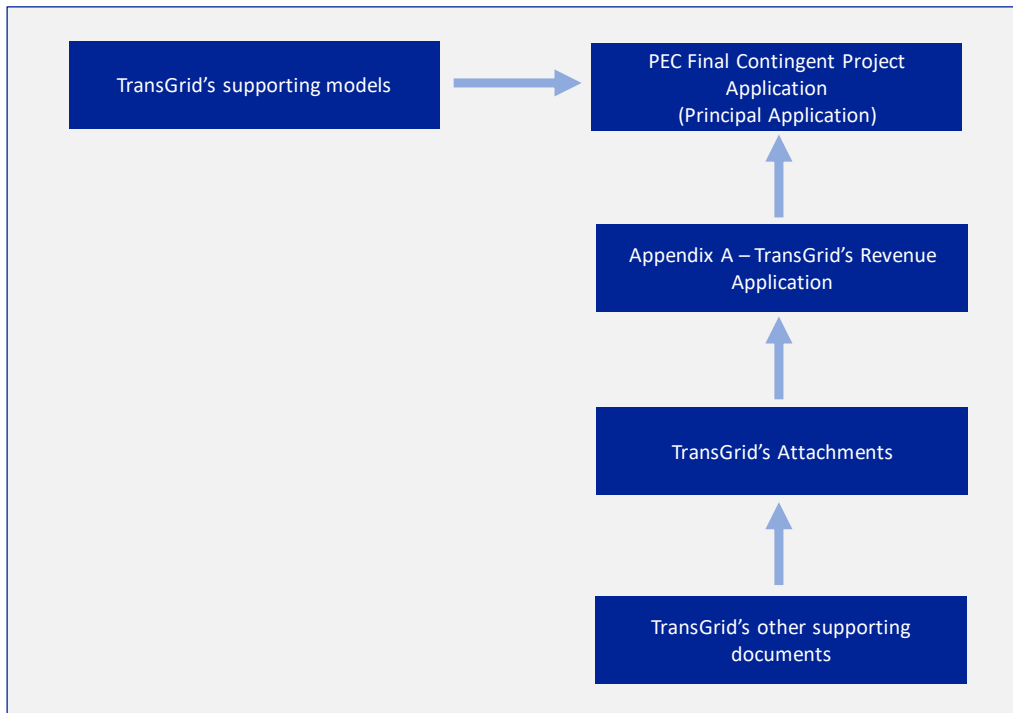 TransGrid's supporting models
PEC Final Contingent Project
Application
(Principal Application)
Appendix A – TransGrid's Revenue
Application
TransGrid's Attachments
TransGrid's other supporting
documents